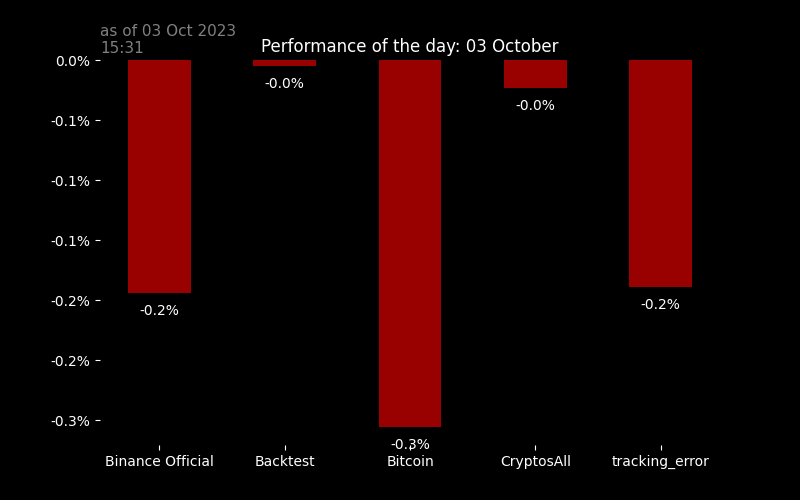 as of 03 Oct 2023
15:31
Performance of the day: 03 October
0.0%
-0.1%
-0.1%
-0.1%
-0.2%
-0.2%
-0.3%
-0.2%
-0.0%
-0.3%
-0.0%
-0.2%
Binance Official
Backtest
Bitcoin
CryptosAll
tracking_error